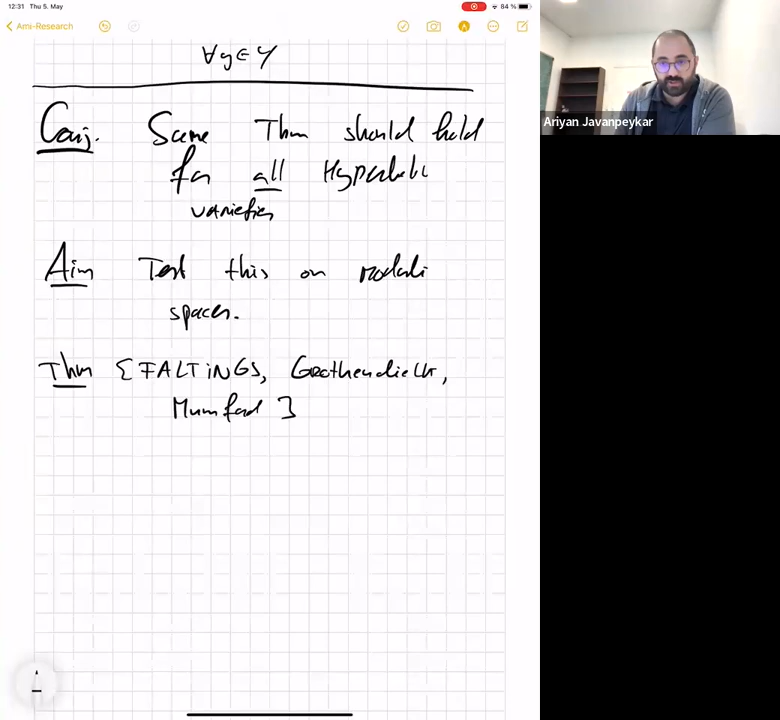 12:31 Thu 5. May
84 %
Ami-Research
∀y∈Y
Conj. Same Thm should hold
for all Hyperbolic
varieties
Aim Test this on moduli
spaces.
Thm [FALTINGS, Grothendieck,
Mumford]
Ariyan Javanpeykar